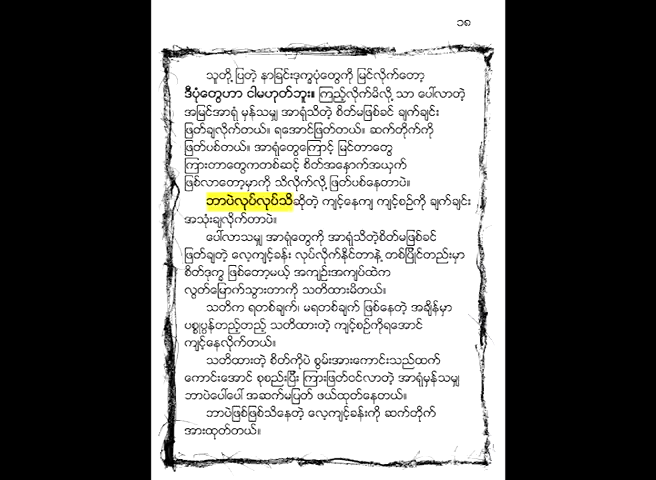 ၁၈
သူတို့ ပြတဲ့ နာမြင်းဒုက္ခပုံတွေကို မြင်လိုက်တော့
ဒီပုံတွေဟာ ငါမဟုတ်ဘူး။ ကြည့်လိုက်မိလို့ သာ ပေါ်လာတဲ့
အမြင်အာရုံ မှန်သမျှ အာရုံသိတဲ့ စိတ်မဖြစ်ခင် ချက်ချင်း
ဖြတ်ချလိုက်တယ်။ ရအောင်ဖြတ်တယ်။ ဆက်တိုက်ကို
ဖြတ်ပစ်တယ်။ အာရုံတွေကြောင့် မြင်တာတွေ
ကြားတာတွေကတစ်ဆင့် စိတ်အနောက်အယှက်
ဖြစ်လာတော့မှာကို သိလိုက်လို့ ဖြတ်ပစ်နေတာပဲ။
ဘာပဲလုပ်လုပ်သိဆိုတဲ့ ကျင့်နေကျ ကျင့်စဉ်ကို ချက်ချင်း
အသုံးချလိုက်တာပဲ။
ပေါ်လာသမျှ အာရုံတွေကို အာရုံသိတဲ့စိတ်မဖြစ်ခင်
ဖြတ်ချတဲ့ လေ့ကျင့်ခန်း လုပ်လိုက်နိုင်တာနဲ့ တစ်ပြိုင်တည်းမှာ
စိတ်ဒုက္ခ ဖြစ်တော့မယ့် အကျဉ်းအကျပ်ထဲက
လွတ်မြောက်သွားတာကို သတိထားမိတယ်။
သတိက ရတစ်ချက်၊ မရတစ်ချက် ဖြစ်နေတဲ့ အချိန်မှာ
ပစ္စုပ္ပန်တည့်တည့် သတိထားတဲ့ ကျင့်စဉ်ကိုရအောင်
ကျင့်နေလိုက်တယ်။
သတိထားတဲ့ စိတ်ကိုပဲ စွမ်းအားကောင်းသည်ထက်
ကောင်းအောင် စုစည်းပြီး ကြားဖြတ်ဝင်လာတဲ့ အာရုံမှန်သမျှ
ဘာပဲပေါ်ပေါ် အဆက်မပြတ် ဖယ်ထုတ်နေတယ်။
ဘာပဲဖြစ်ဖြစ်သိနေတဲ့ လေ့ကျင့်ခန်းကို ဆက်တိုက်
အားထုတ်တယ်။